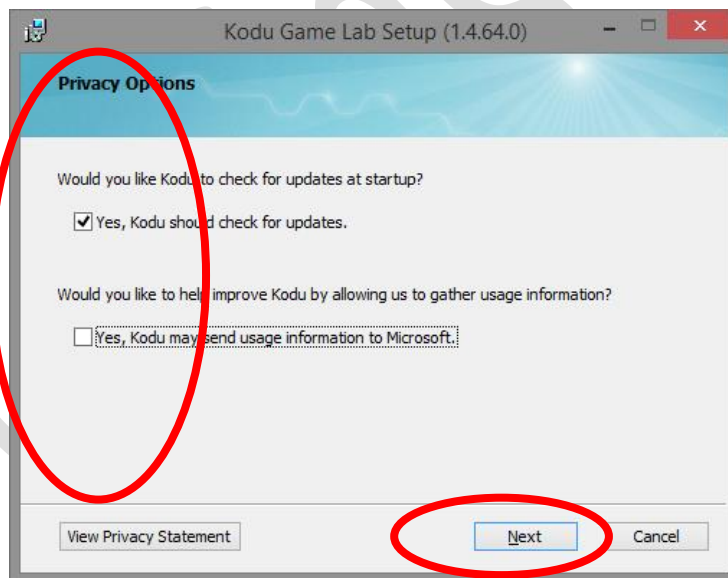 Kodu Game Lab Setup (1.4.64.0)
Privacy Options
Would you like Kodu to check for updates at startup?
Yes, Kodu should check for updates.
Would you like to help improve Kodu by allowing us to gather usage information?
Yes, Kodu may send usage information to Microsoft.
View Privacy Statement Next Cancel